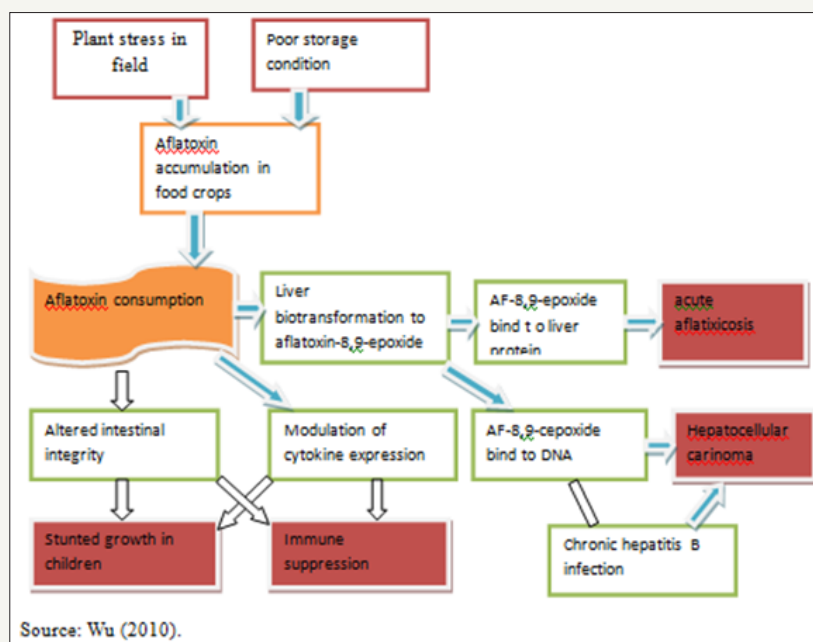 Plant stress in
field
Poor storage
condition
Aflatoxin
accumulation in
food crops
Aflatoxin consumption
Liver
biotransformation to
aflatoxin-8,9-epoxide
AF-8,9-epoxide
bind t o liver
protein
acute
aflatixicosis
Altered intestinal
integrity
Modulation of
cytokine expression
AF-8,9-cepoxide
bind to DNA
Hepatocellular
carinoma
Stunted growth in
children
Immune
suppression
Chronic hepatitis B
infection
Source: Wu (2010).